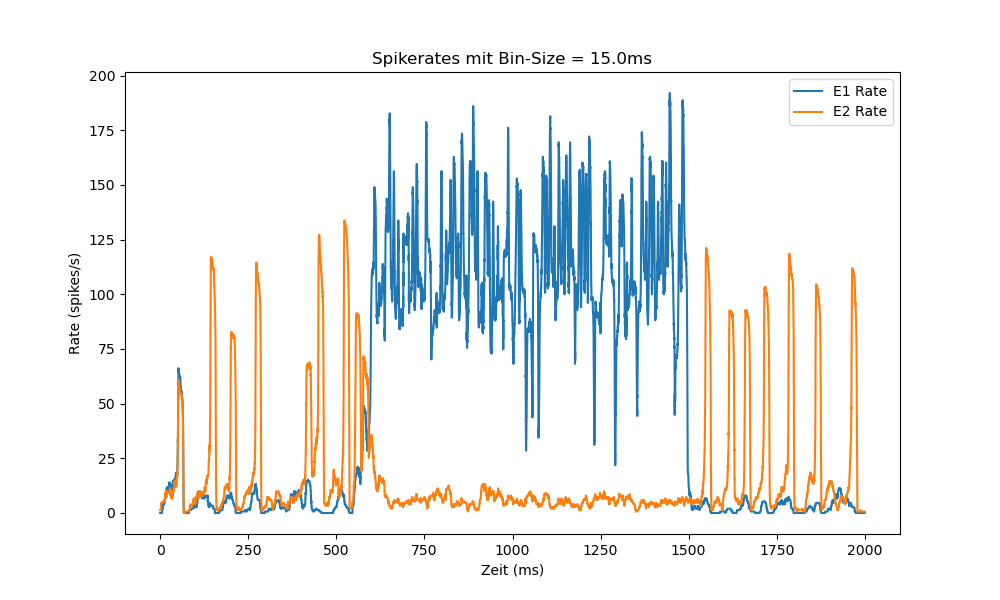 Spikerates mit Bin-Size = 15.0ms
E1 Rate
E2 Rate
Rate (spikes/s)
200
175
150
125
100
75
50
25
0
0 250 500 750 1000 1250 1500 1750 2000
Zeit (ms)